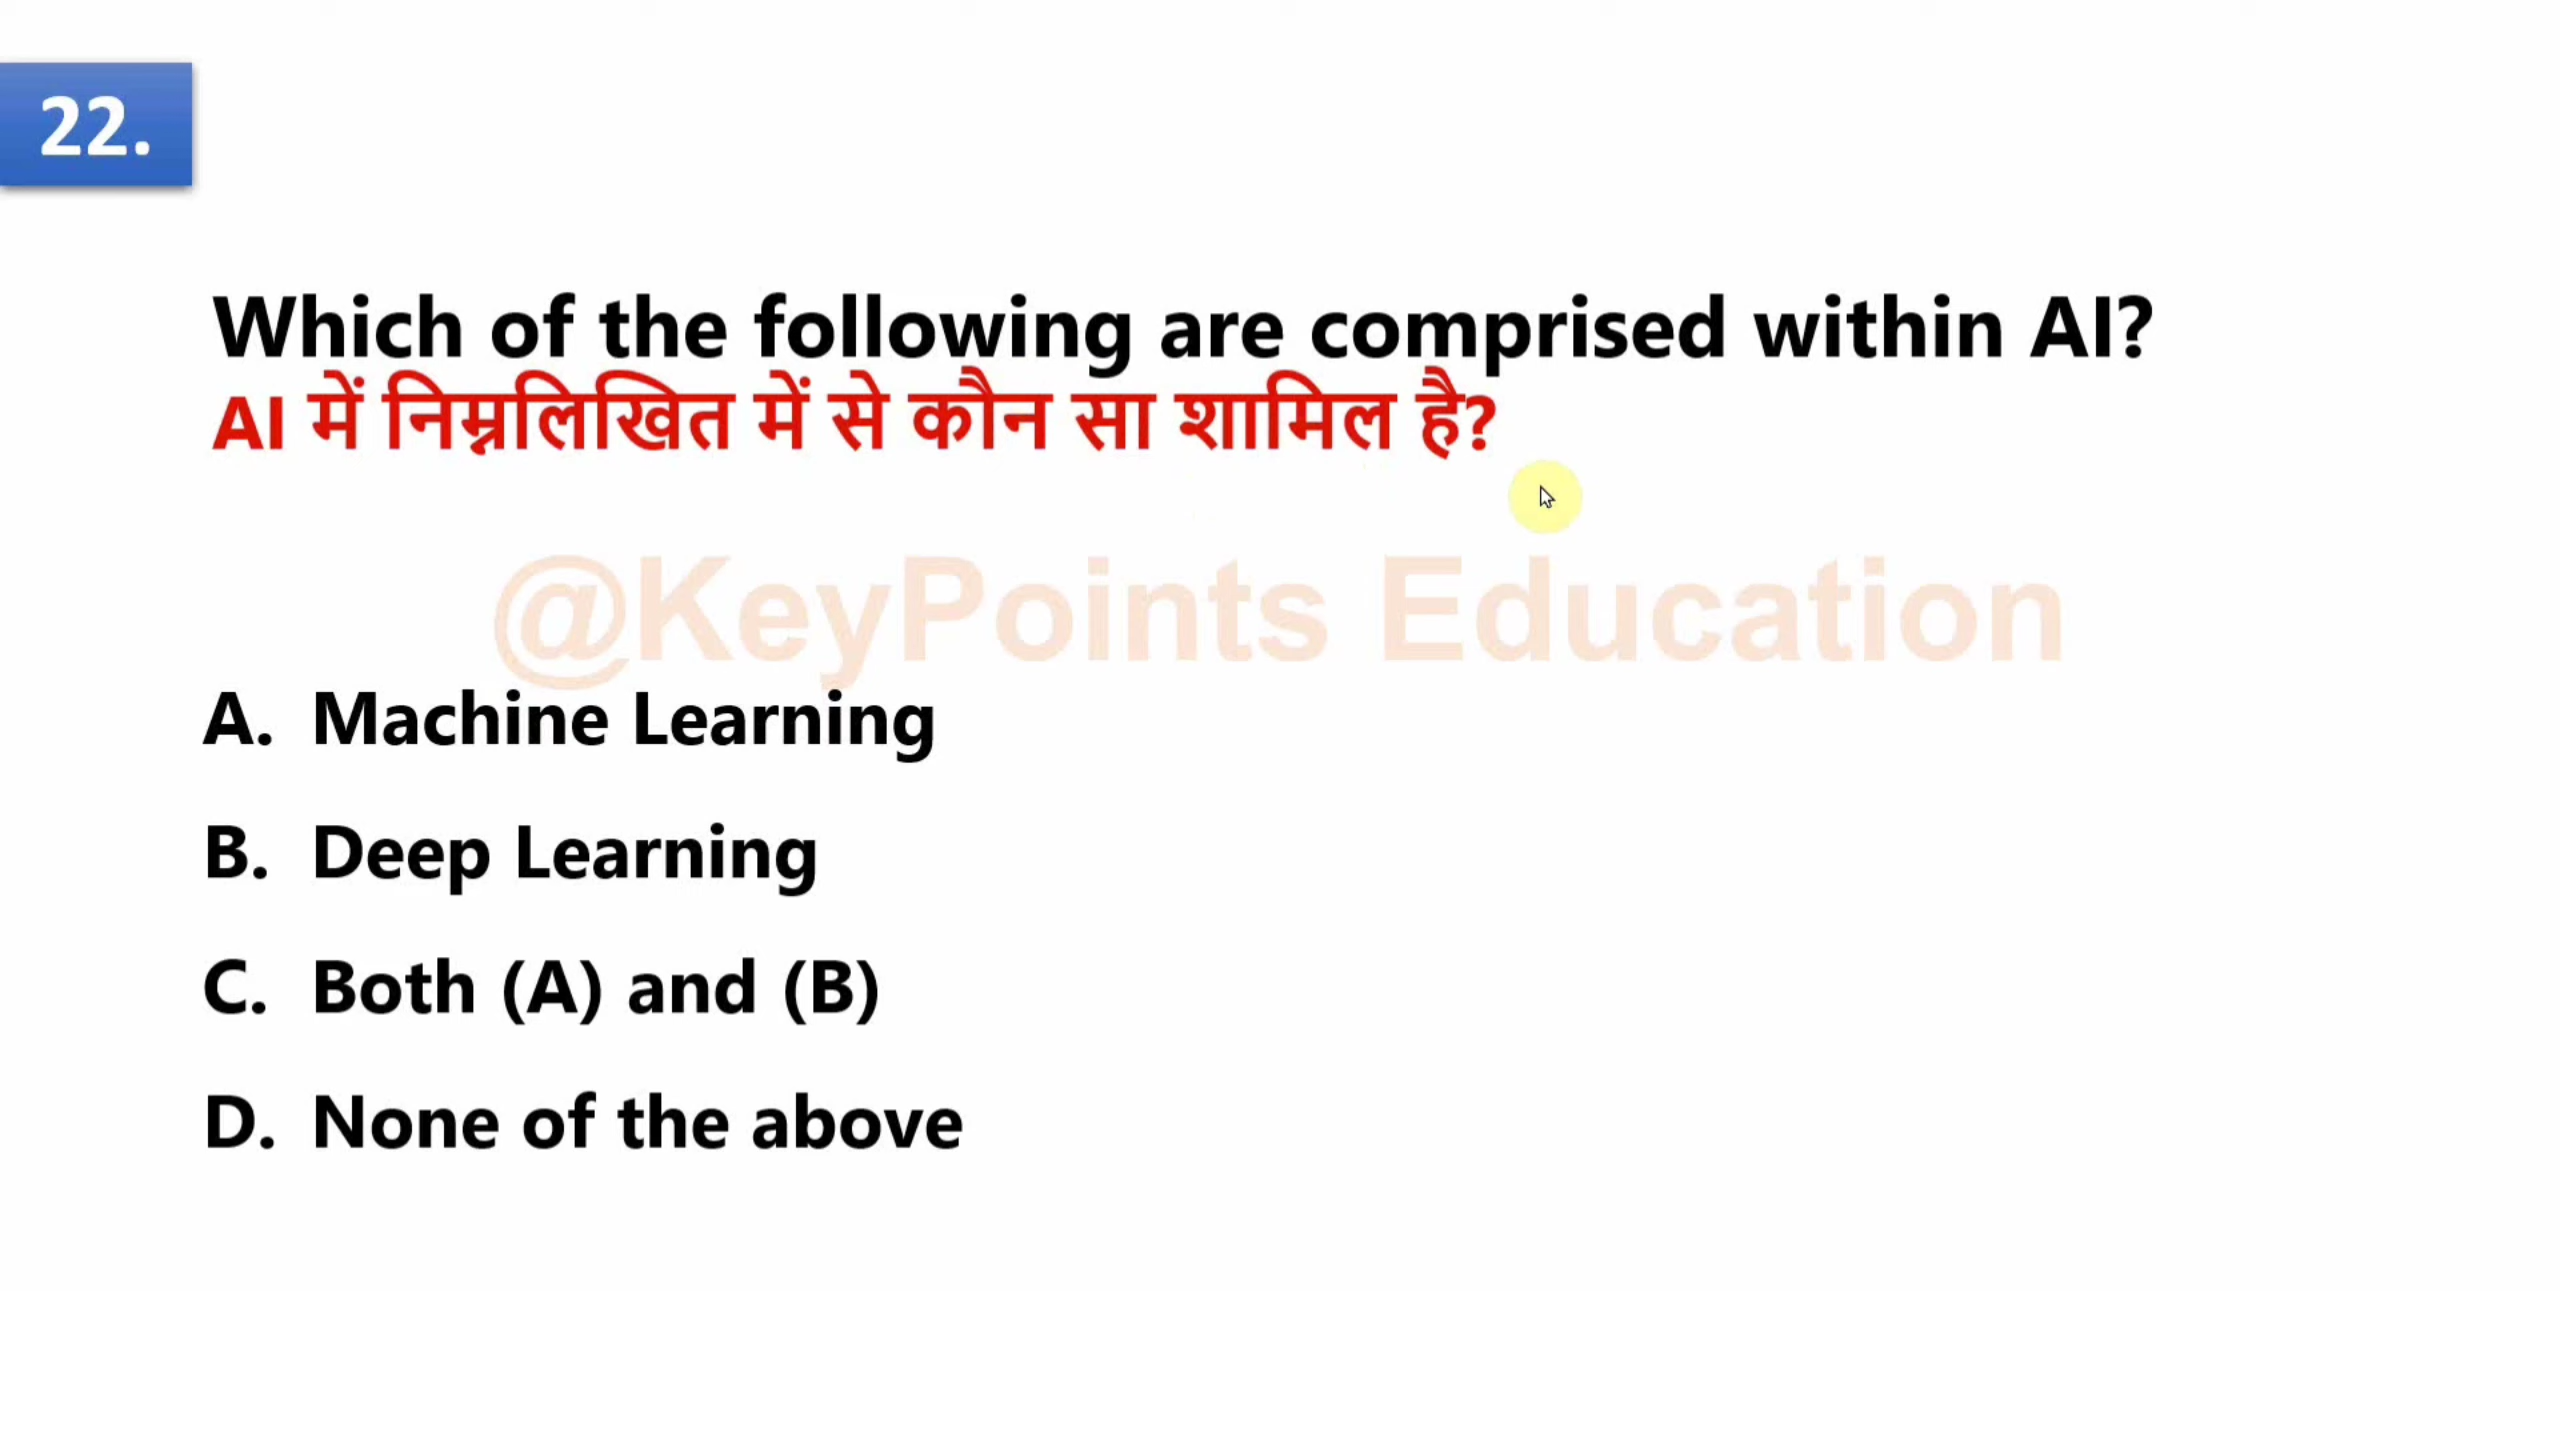 22.
Which of the following are comprised within AI?
AI में निम्नलिखित में से कौन सा शामिल है?
@KeyPoints Education
A. Machine Learning
B. Deep Learning
C. Both (A) and (B)
D. None of the above